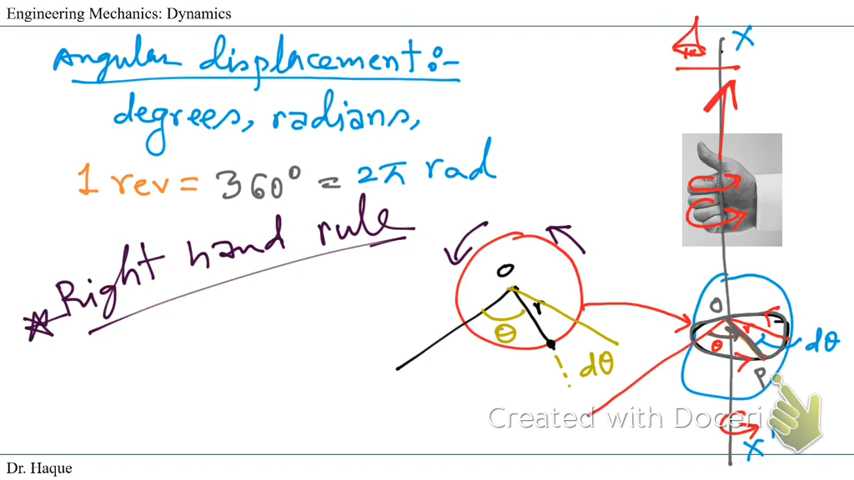 Engineering Mechanics: Dynamics
Angular displacement:-
degrees, radians,
1 rev = 360° = 2π rad
* Right hand rule
X
O
r
θ
dθ
O
r
θ
dθ
P
Created with Doceri
X'
Dr. Haque